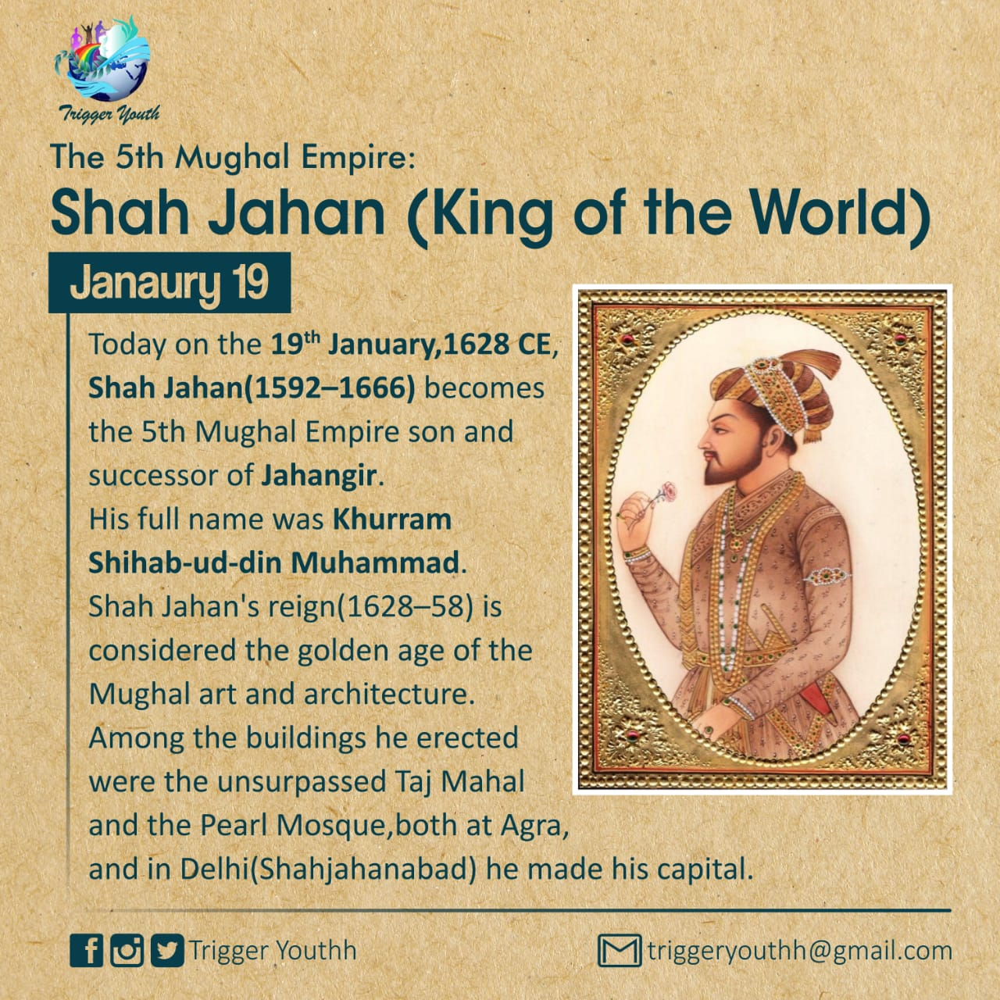 Trigger Youth
The 5th Mughal Empire:
Shah Jahan (King of the World)
Janaury 19
Today on the 19th January,1628 CE,
Shah Jahan(1592–1666) becomes
the 5th Mughal Empire son and
successor of Jahangir.
His full name was Khurram
Shihab-ud-din Muhammad.
Shah Jahan's reign(1628–58) is
considered the golden age of the
Mughal art and architecture.
Among the buildings he erected
were the unsurpassed Taj Mahal
and the Pearl Mosque,both at Agra,
and in Delhi(Shahjahanabad) he made his capital.
Trigger Youthh
triggeryouthh@gmail.com